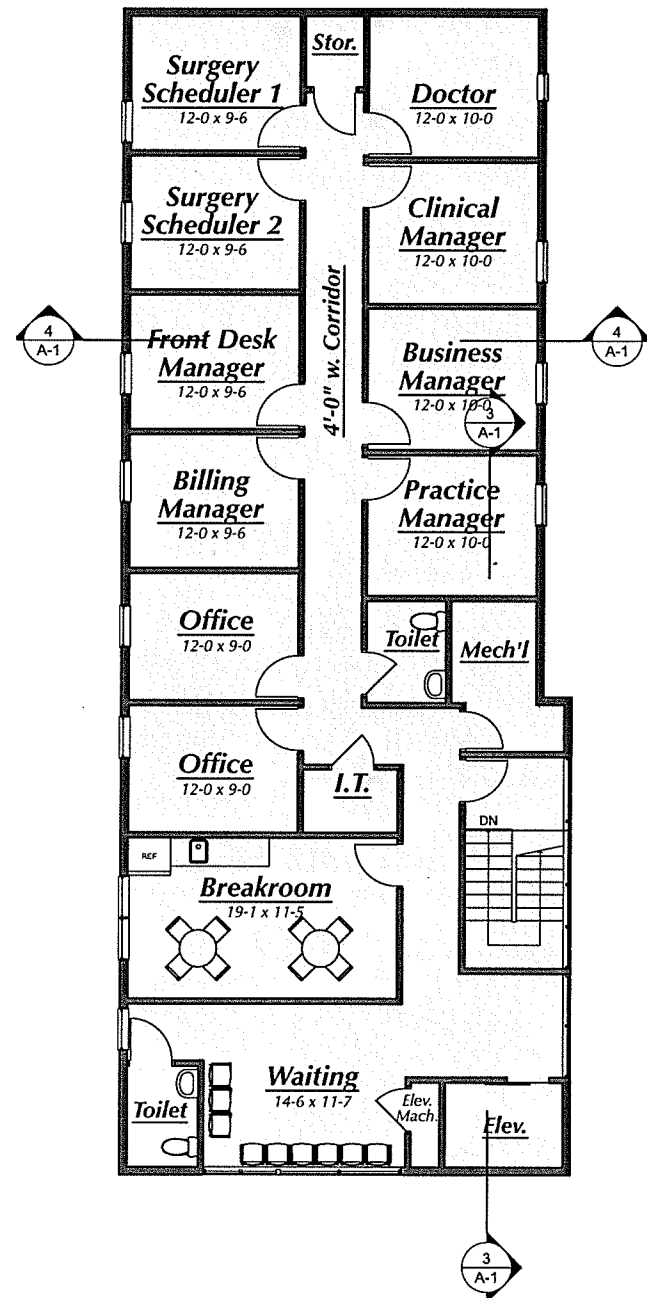 Stor.
Surgery
Scheduler 1
12-0 x 9-6
Doctor
12-0 x 10-0
Surgery
Scheduler 2
12-0 x 9-6
Clinical
Manager
12-0 x 10-0
4'-0" w. Corridor
4
A-1
Front Desk
Manager
12-0 x 9-6
Business
Manager
12-0 x 10-0
4
A-1
3
A-1
Billing
Manager
12-0 x 9-6
Practice
Manager
12-0 x 10-0
Office
12-0 x 9-0
Toilet
Mech'l
Office
12-0 x 9-0
I.T.
DN
REF
Breakroom
19-1 x 11-5
Waiting
14-6 x 11-7
Toilet
Elev.
Mach.
Elev.
3
A-1